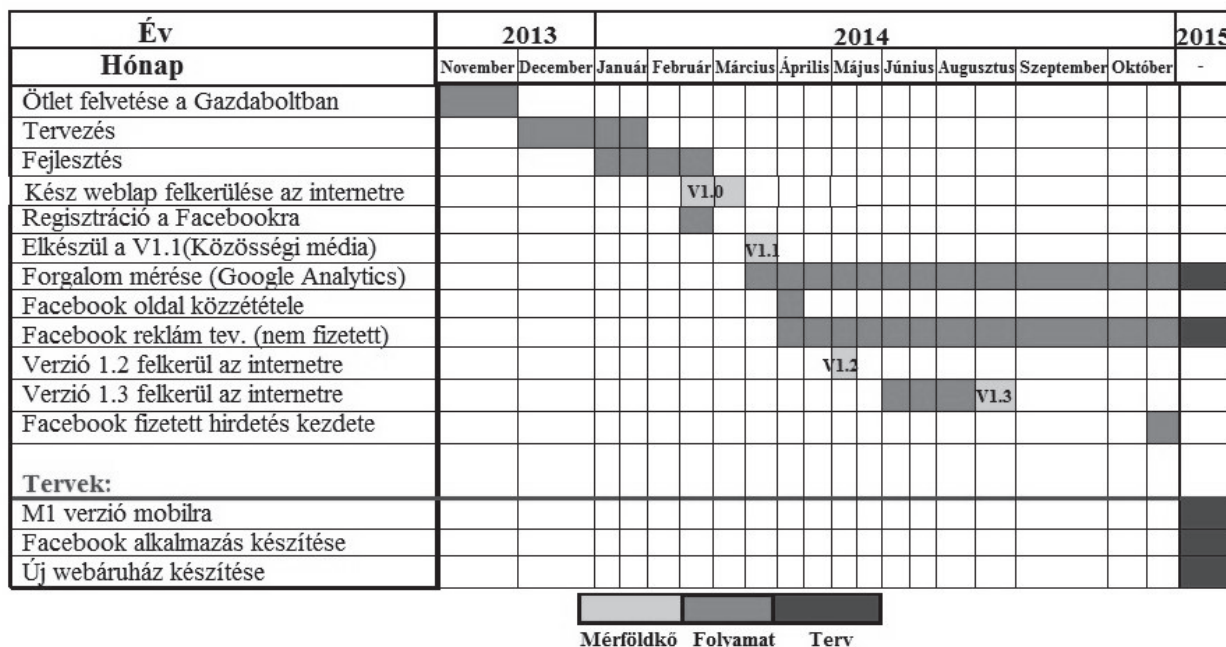 Év 2013 2014 2015
Hónap November December Január Február Március Április Május Június Augusztus Szeptember Október -
Ötlet felvetése a Gazdaboltban
Tervezés
Fejlesztés
Kész weblap felkerülése az internetre V1.0
Regisztráció a Facebookra
Elkészül a V1.1(Közösségi média) V1.1
Forgalom mérése (Google Analytics)
Facebook oldal közzététele
Facebook reklám tev. (nem fizetett)
Verzió 1.2 felkerül az internetre V1.2
Verzió 1.3 felkerül az internetre V1.3
Facebook fizetett hirdetés kezdete
Tervek:
M1 verzió mobilra
Facebook alkalmazás készítése
Új webáruház készítése
Mérföldkő Folyamat Terv